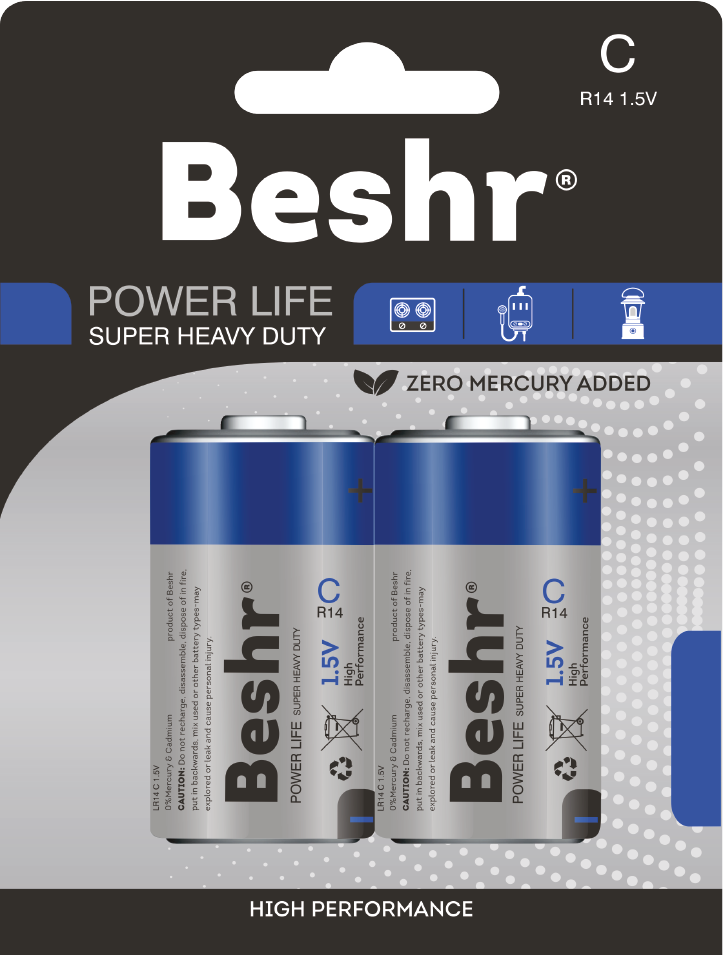 C
R14 1.5V
Beshr®
POWER LIFE
SUPER HEAVY DUTY
ZERO MERCURY ADDED
+
LR14 C 1.5V
0%Mercury & Cadmium product of Beshr
CAUTION: Do not recharge, disassemble, dispose of in fire,
put in backwards, mix used or other battery types-may
explored or leak and cause personal injury.
Beshr®
POWER LIFE SUPER HEAVY DUTY
C
R14
1.5V
High
Performance
+
LR14 C 1.5V
0%Mercury & Cadmium product of Beshr
CAUTION: Do not recharge, disassemble, dispose of in fire,
put in backwards, mix used or other battery types-may
explored or leak and cause personal injury.
Beshr®
POWER LIFE SUPER HEAVY DUTY
C
R14
1.5V
High
Performance
HIGH PERFORMANCE